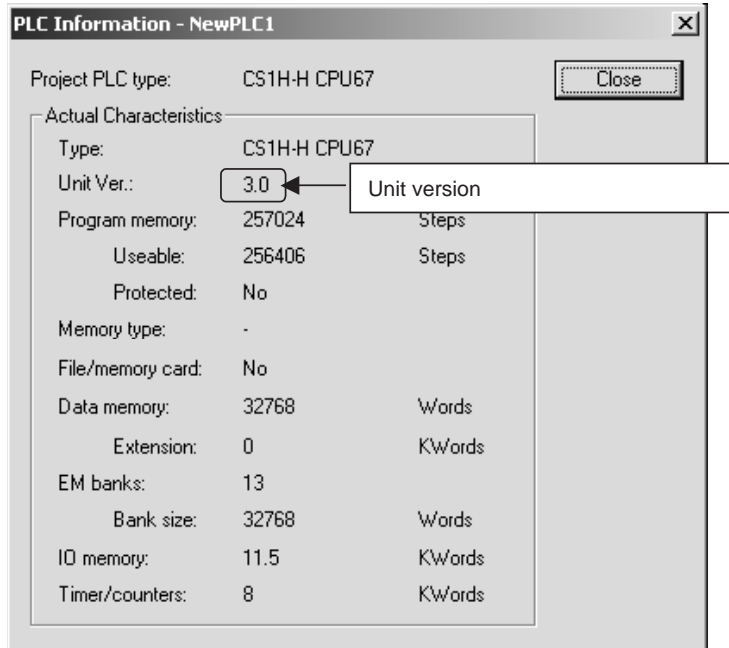 PLC Information - NewPLC1
Project PLC type: CS1H-H CPU67 Close
Actual Characteristics
Type: CS1H-H CPU67
Unit Ver.: 3.0 Unit version
Program memory: 257024 Steps
Useable: 256406 Steps
Protected: No
Memory type: -
File/memory card: No
Data memory: 32768 Words
Extension: 0 KWords
EM banks: 13
Bank size: 32768 Words
IO memory: 11.5 KWords
Timer/counters: 8 KWords